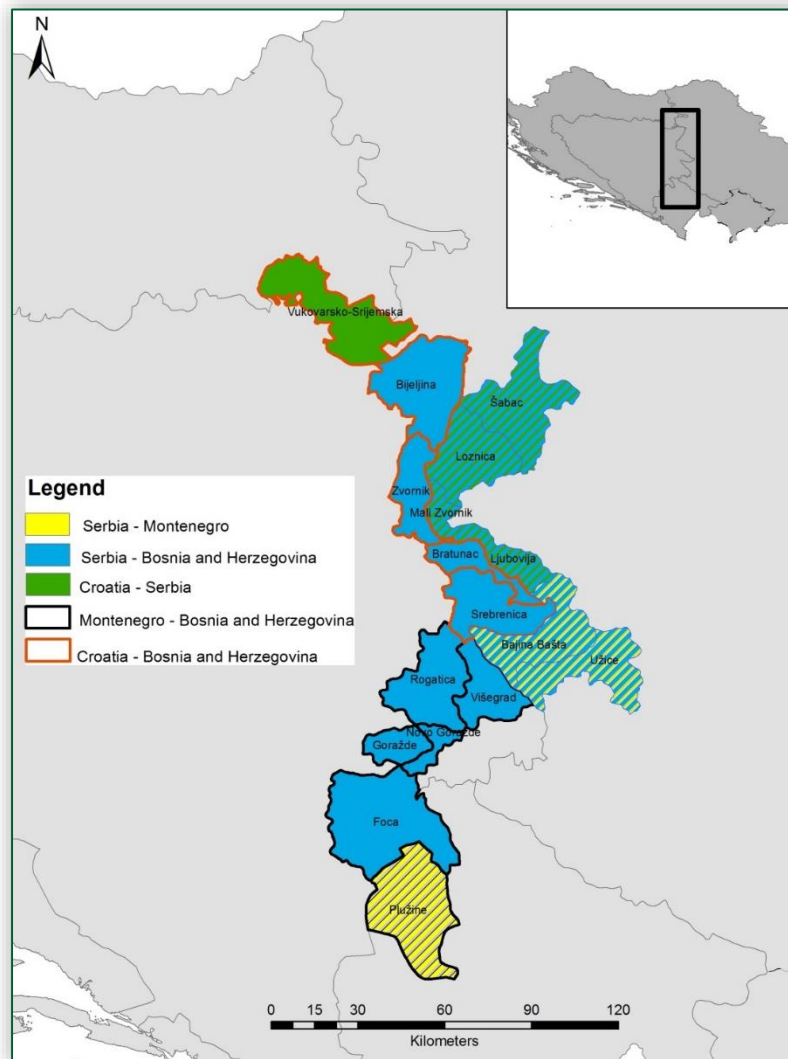 N
Vukovarsko-Srijemska
Bijeljina
Šabac
Loznica
Zvornik
Mali Zvornik
Bratunac
Ljubovija
Srebrenica
Bajina Bašta
Užice
Rogatica
Višegrad
Novo Goražde
Goražde
Foca
Plužine
Legend
Serbia - Montenegro
Serbia - Bosnia and Herzegovina
Croatia - Serbia
Montenegro - Bosnia and Herzegovina
Croatia - Bosnia and Herzegovina
0 15 30 60 90 120
Kilometers